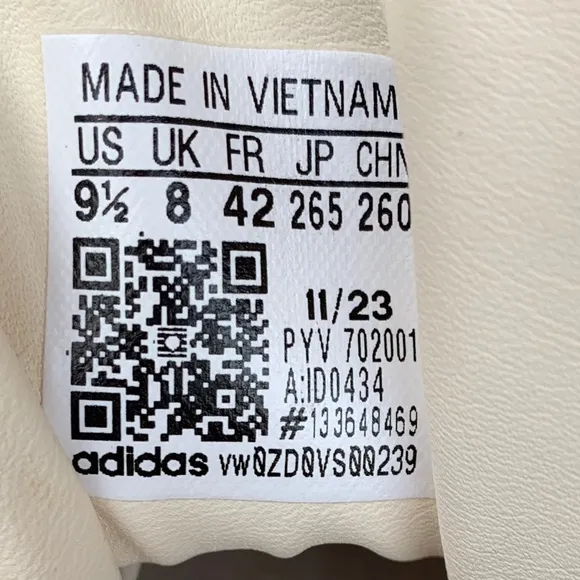 MADE IN VIETNAM
US UK FR JP CHN
9½ 8 42 265 260
11/23
PYV 702001
A:ID0434
#133648469
adidas vw0ZD0VS00239